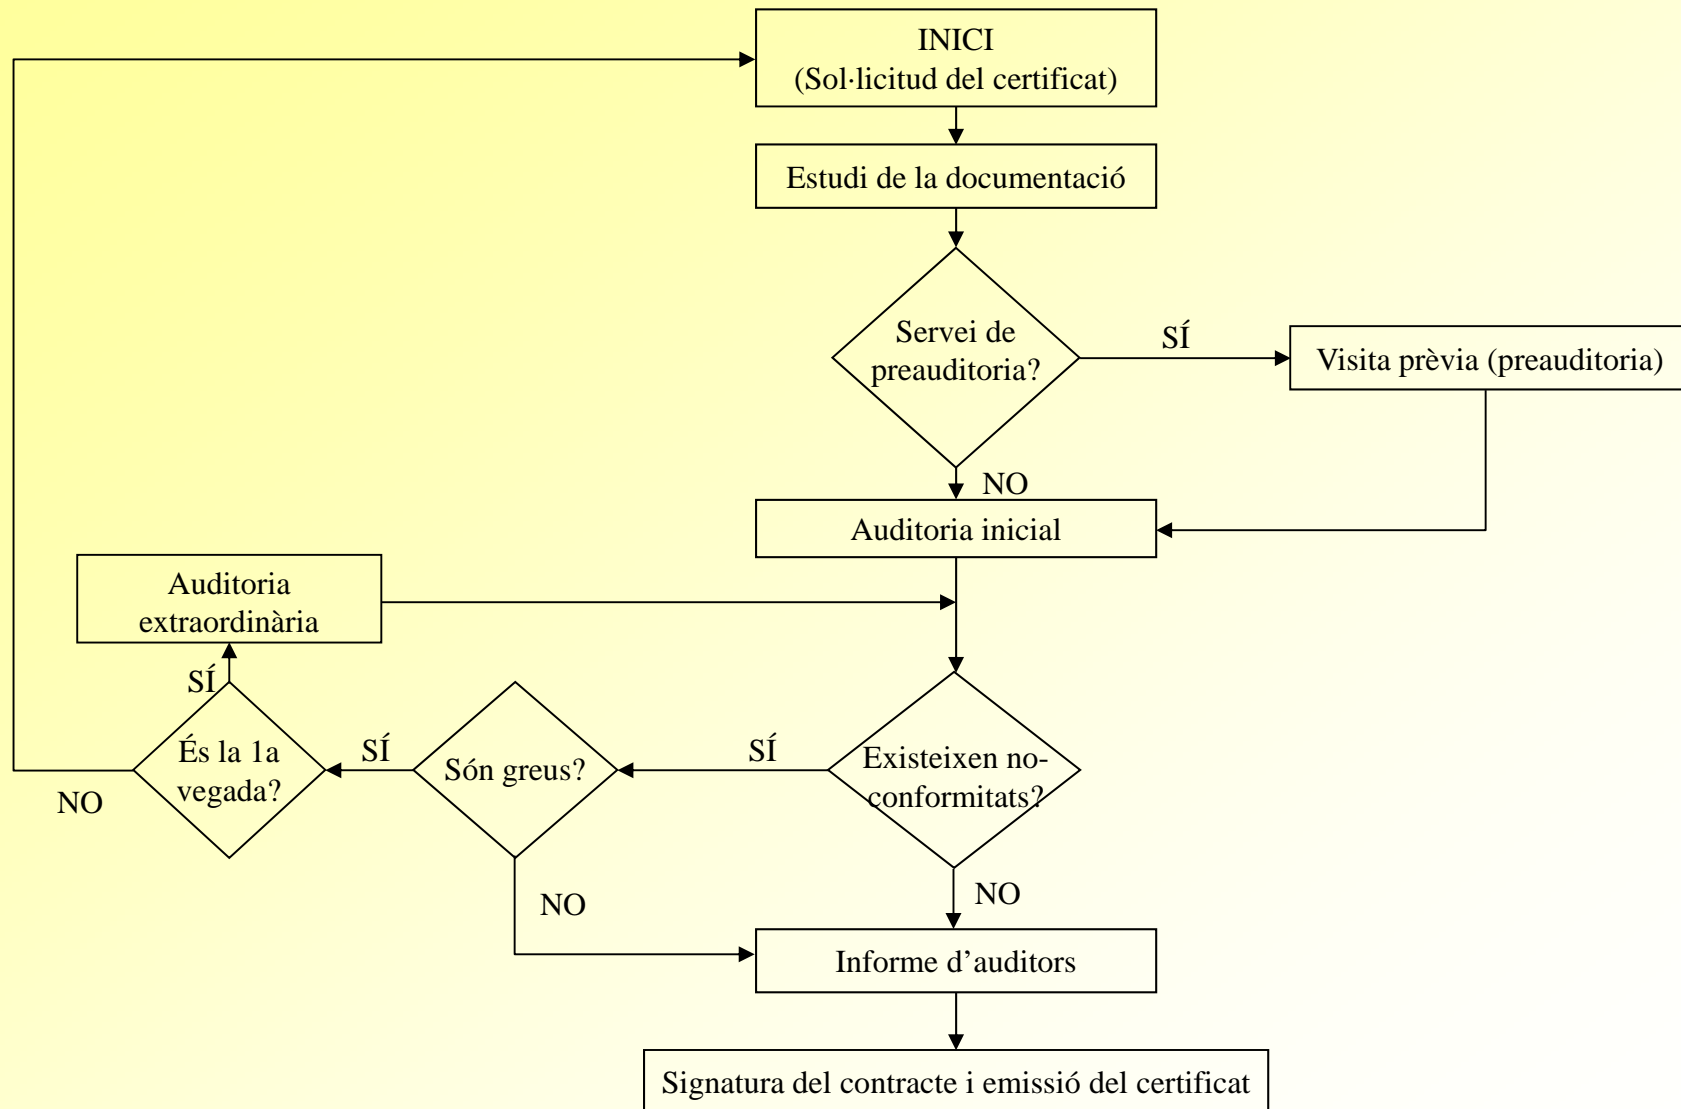 INICI
(Sol·licitud del certificat)
Estudi de la documentació
Servei de
preauditoria?
SÍ
Visita prèvia (preauditoria)
NO
Auditoria inicial
Auditoria
extraordinària
SÍ
És la 1a
vegada?
NO
SÍ
Són greus?
NO
SÍ
Existeixen no-
conformitats?
NO
Informe d’auditors
Signatura del contracte i emissió del certificat